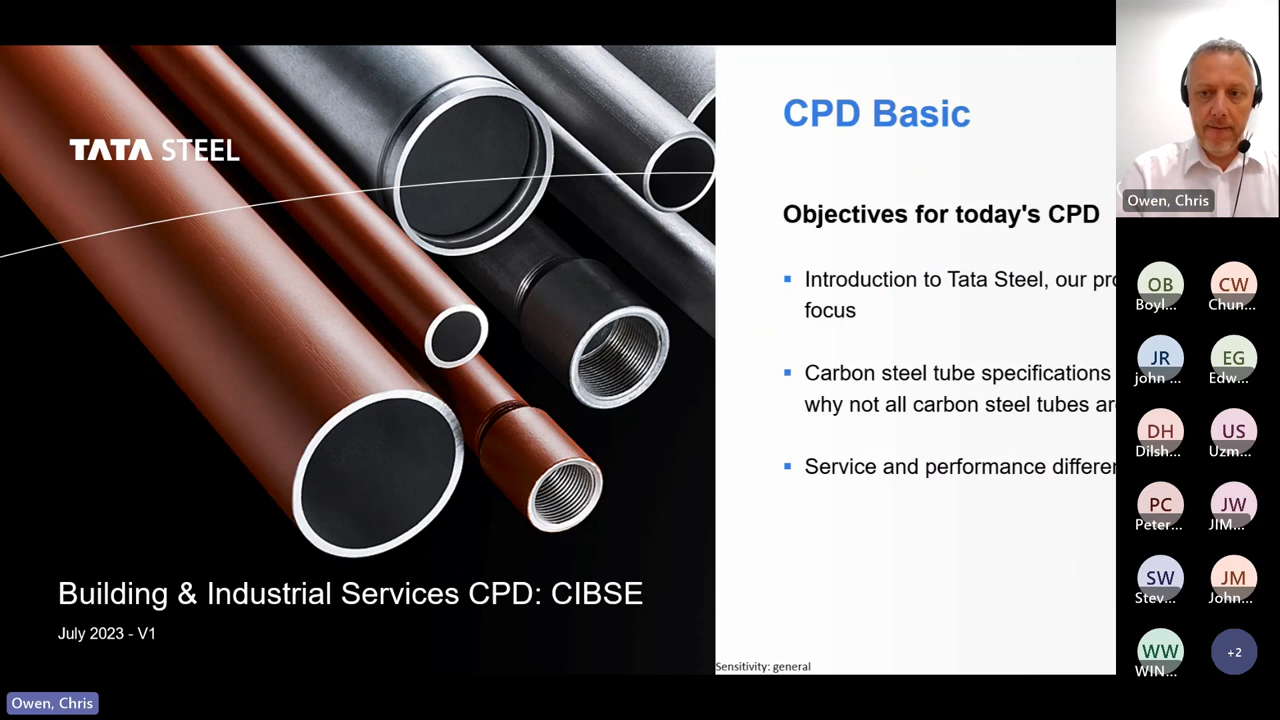 TATA STEEL
Building & Industrial Services CPD: CIBSE
July 2023 - V1
CPD Basic
Objectives for today's CPD
Introduction to Tata Steel, our pro
focus
Carbon steel tube specifications
why not all carbon steel tubes ar
Service and performance differen
Sensitivity: general
Owen, Chris
OB
Boyl...
CW
Chun...
JR
john ...
EG
Edw...
DH
Dilsh...
US
Uzm...
PC
Peter...
JW
JIM...
SW
Stev...
JM
John...
WW
WIN...
+2
Owen, Chris